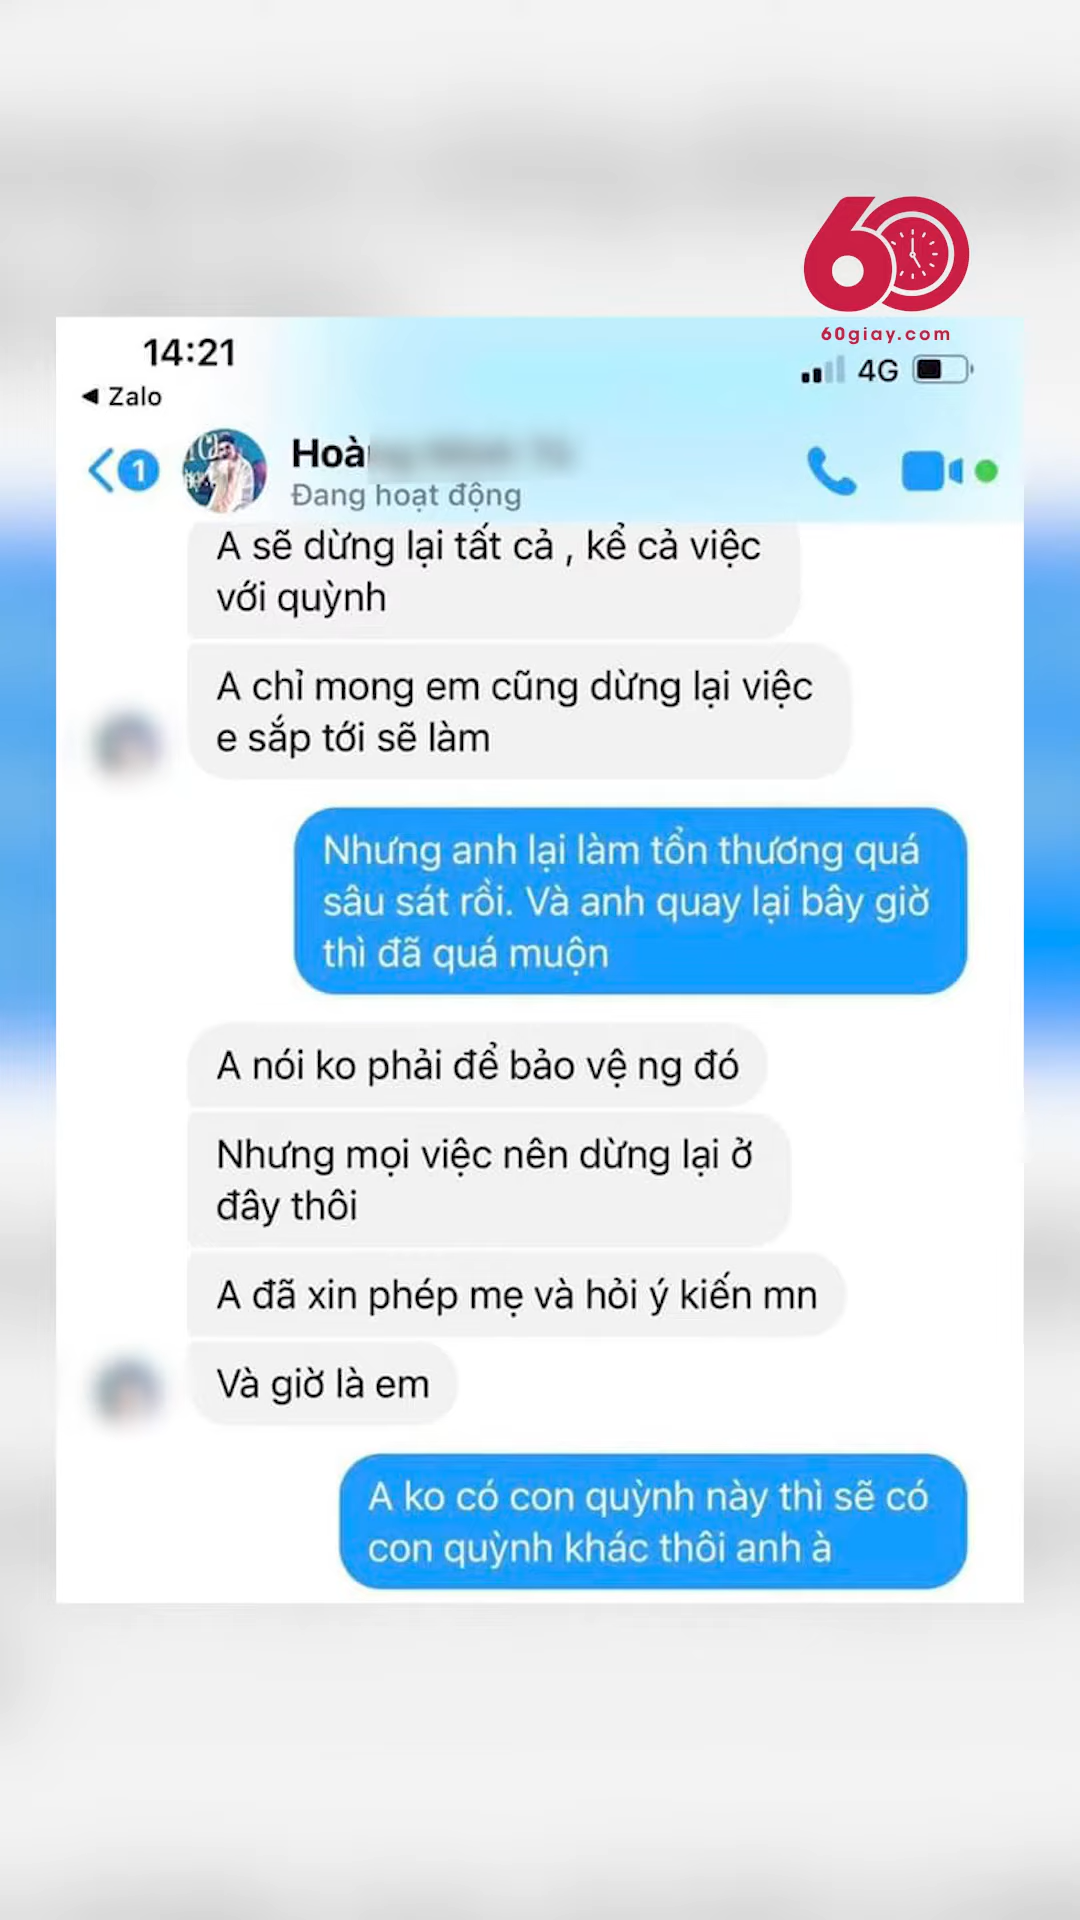 60giay.com
14:21
4G
Zalo
1
Hoà
Đang hoạt động
A sẽ dừng lại tất cả , kể cả việc
với quỳnh
A chỉ mong em cũng dừng lại việc
e sắp tới sẽ làm
Nhưng anh lại làm tổn thương quá
sâu sát rồi. Và anh quay lại bây giờ
thì đã quá muộn
A nói ko phải để bảo vệ ng đó
Nhưng mọi việc nên dừng lại ở
đây thôi
A đã xin phép mẹ và hỏi ý kiến mn
Và giờ là em
A ko có con quỳnh này thì sẽ có
con quỳnh khác thôi anh à